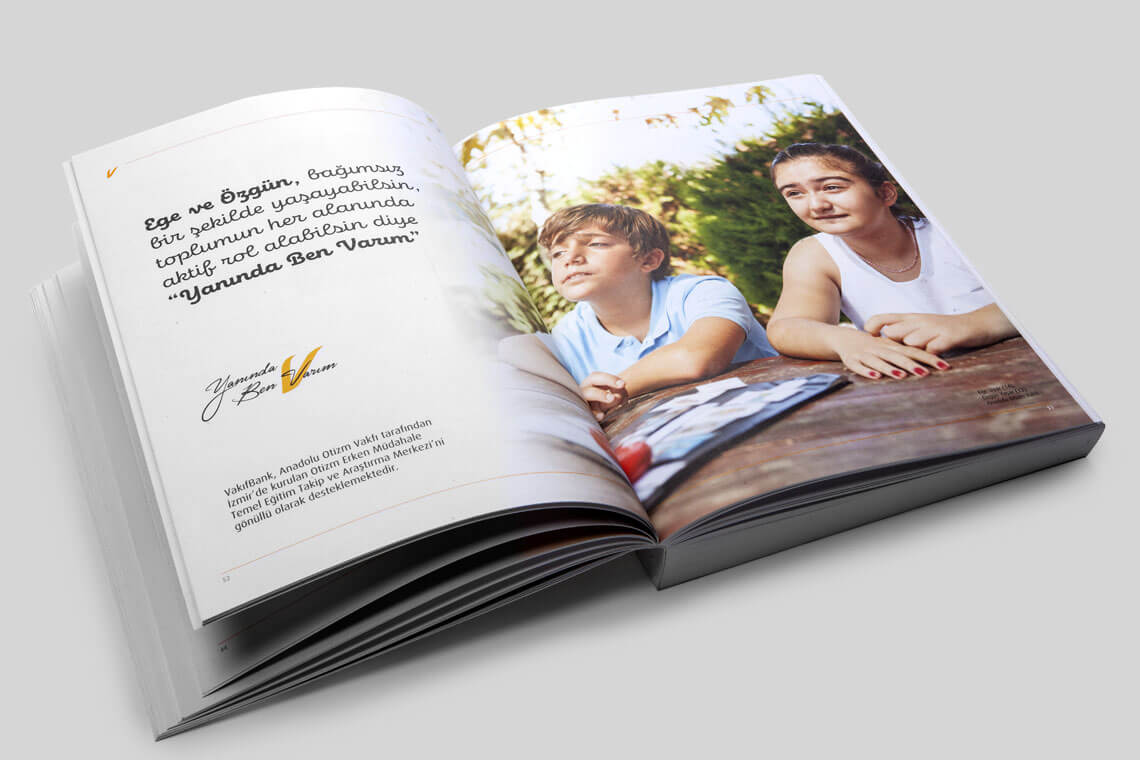 Ege ve Özgün, bağımsız
bir şekilde yaşayabilsin,
toplumun her alanında
aktif rol alabilsin diye
“Yanında Ben Varım”
Yanında
Ben Varım
VakıfBank, Anadolu Otizm Vakfı tarafından
İzmir’de kurulan Otizm Erken Müdahale
Temel Eğitim Takip ve Araştırma Merkezi’ni
gönüllü olarak desteklemektedir.
52